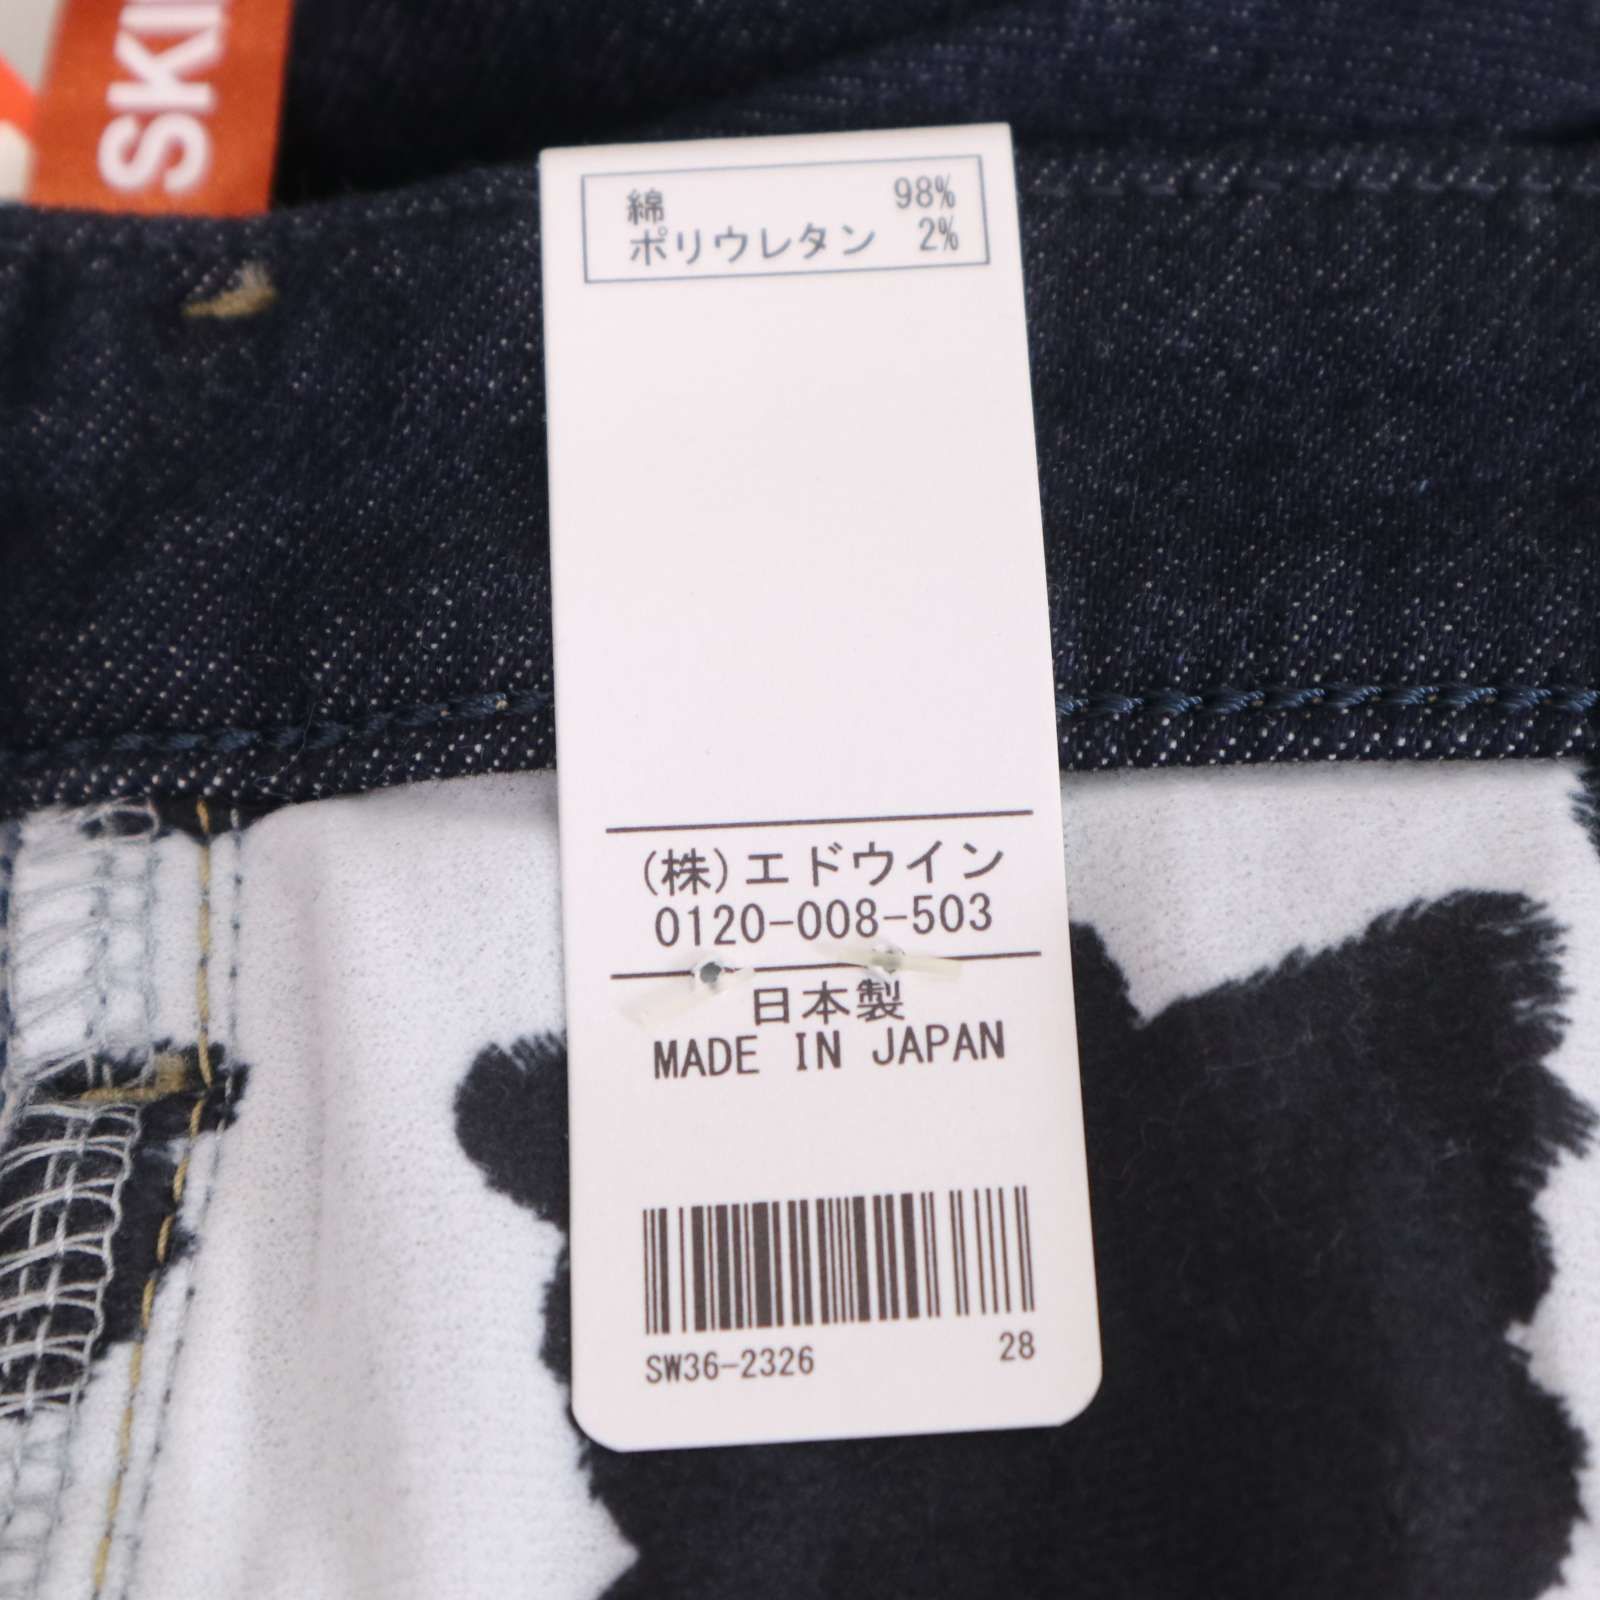 SKI
綿 98%
ポリウレタン 2%
(株)エドウイン
0120-008-503
日本製
MADE IN JAPAN
SW36-2326 28